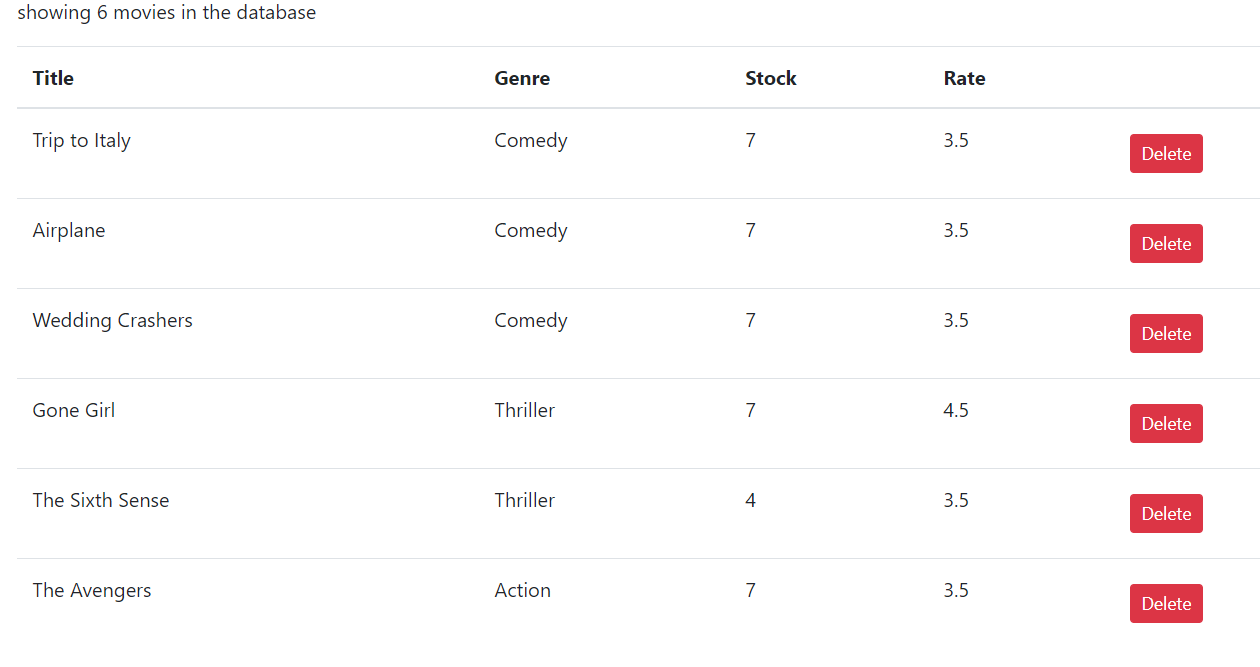 showing 6 movies in the database
Title Genre Stock Rate
Trip to Italy Comedy 7 3.5 Delete
Airplane Comedy 7 3.5 Delete
Wedding Crashers Comedy 7 3.5 Delete
Gone Girl Thriller 7 4.5 Delete
The Sixth Sense Thriller 4 3.5 Delete
The Avengers Action 7 3.5 Delete